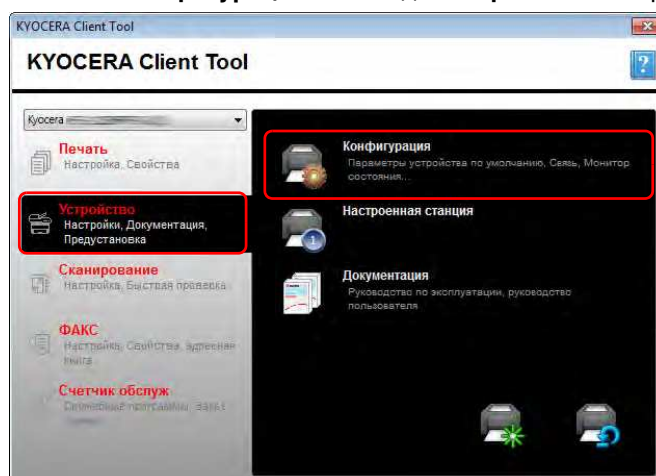 KYOCERA Client Tool
KYOCERA Client Tool
Kyocera
Печать
Настройка, Свойства
Устройство
Настройки, Документация,
Предустановка
Сканирование
Настройка, Быстрая проверка
ФАКС
Настройка, Свойства, адресная
книга
Счетчик обслуж
Конфигурация
Параметры устройства по умолчанию, Связь, Монитор
состояния...
Настроенная станция
Документация
Руководство по эксплуатации, руководство
пользователя